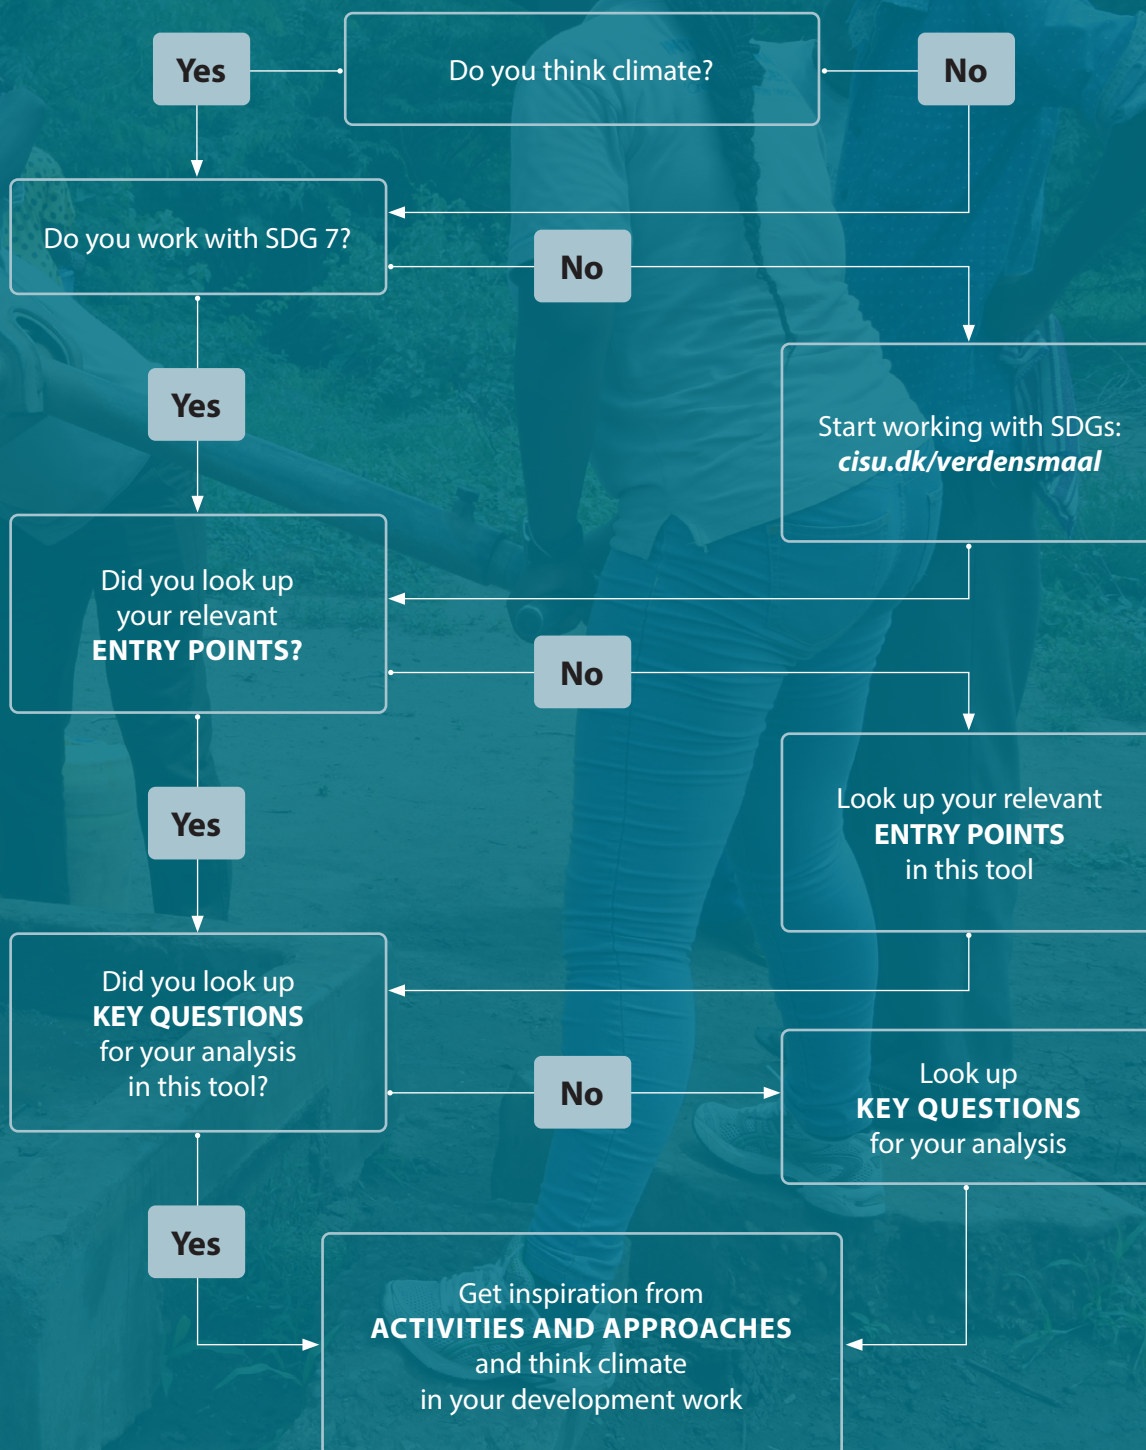 Yes
Do you think climate?
No
Do you work with SDG 7?
No
Yes
Start working with SDGs:
cisu.dk/verdensmaal
Did you look up
your relevant
ENTRY POINTS?
No
Yes
Look up your relevant
ENTRY POINTS
in this tool
Did you look up
KEY QUESTIONS
for your analysis
in this tool?
No
Look up
KEY QUESTIONS
for your analysis
Yes
Get inspiration from
ACTIVITIES AND APPROACHES
and think climate
in your development work